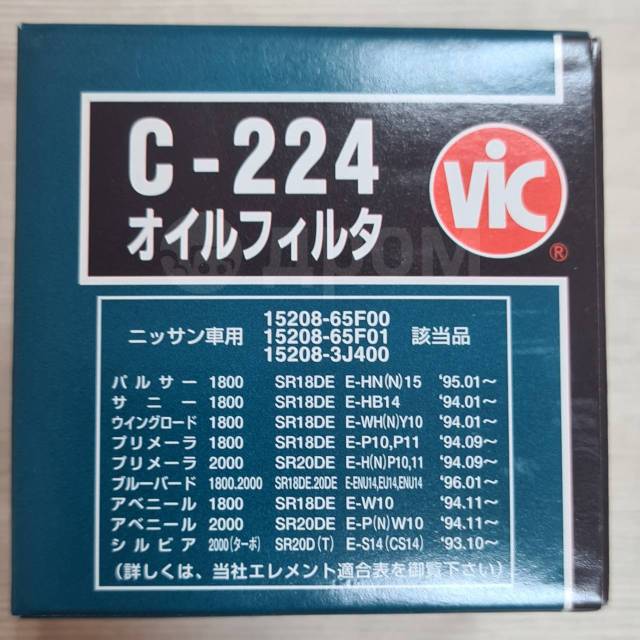 C-224
オイルフィルタ
VIC
®
ニッサン車用 15208-65F00 15208-65F01 15208-3J400 該当品
パルサー 1800 SR18DE E-HN(N)15 '95.01~
サニー 1800 SR18DE E-HB14 '94.01~
ウイングロード 1800 SR18DE E-WH(N)Y10 '94.01~
プリメーラ 1800 SR18DE E-P10,P11 '94.09~
プリメーラ 2000 SR20DE E-H(N)P10,11 '94.09~
ブルーバード 1800.2000 SR18DE.20DE E-ENU14,EU14,ENU14 '96.01~
アベニール 1800 SR18DE E-W10 '94.11~
アベニール 2000 SR20DE E-P(N)W10 '94.11~
シルビア 2000(ターボ) SR20D(T) E-S14(CS14) '93.10~
(詳しくは、当社エレメント適合表を御覧下さい)